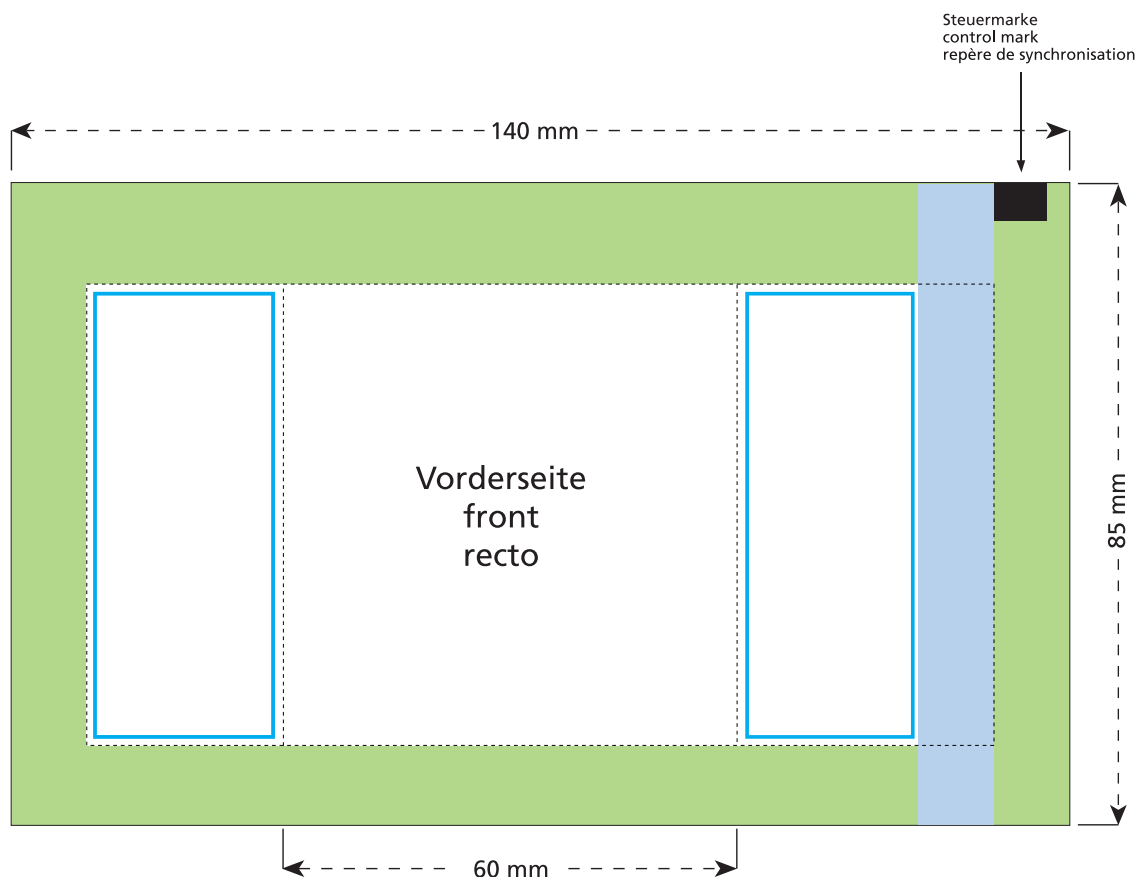 Steuermarke
control mark
repère de synchronisation
140 mm
Vorderseite
front
recto
85 mm
60 mm